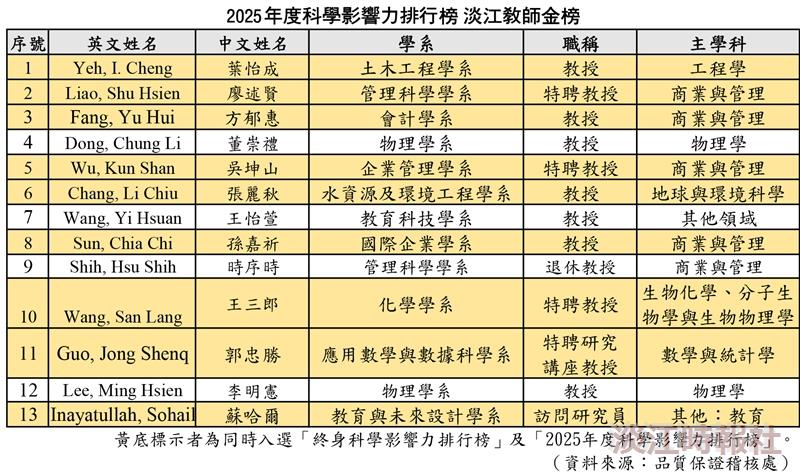 2025年度科學影響力排行榜 淡江教師金榜
序號 英文姓名 中文姓名 學系 職稱 主學科
1 Yeh, I. Cheng 葉怡成 土木工程學系 教授 工程學
2 Liao, Shu Hsien 廖述賢 管理科學學系 特聘教授 商業與管理
3 Fang, Yu Hui 方郁惠 會計學系 教授 商業與管理
4 Dong, Chung Li 董崇禮 物理學系 教授 物理學
5 Wu, Kun Shan 吳坤山 企業管理學系 特聘教授 商業與管理
6 Chang, Li Chiu 張麗秋 水資源及環境工程學系 教授 地球與環境科學
7 Wang, Yi Hsuan 王怡萱 教育科技學系 教授 其他領域
8 Sun, Chia Chi 孫嘉祈 國際企業學系 教授 商業與管理
9 Shih, Hsu Shih 時序時 管理科學學系 退休教授 商業與管理
10 Wang, San Lang 王三郎 化學學系 特聘教授 生物化學、分子生
物學與生物物理學
11 Guo, Jong Shenq 郭忠勝 應用數學與數據科學系 特聘研究
講座教授 數學與統計學
12 Lee, Ming Hsien 李明憲 物理學系 教授 物理學
13 Inayatullah, Sohail 蘇哈爾 教育與未來設計學系 訪問研究員 其他：教育
黃底標示者為同時入選「終身科學影響力排行榜」及「2025年度科學影響力排行榜」。
（資料來源：品質保證稽核處）
淡江時報社